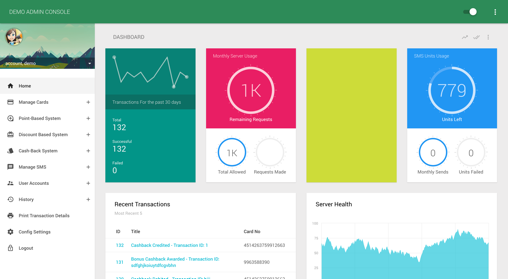 DEMO ADMIN CONSOLE
DASHBOARD
Home
Manage Cards
Point-Based System
Discount Based System
Cash-Back System
Manage SMS
User Accounts
History
Print Transaction Details
Config Settings
Logout
Transactions For the past 30 days
Total
132
Successful
132
Failed
0
Monthly Server Usage
1K
Remaining Requests
1K
Total Allowed
Requests Made
SMS Units Usage
779
Units Left
0
Monthly Sends
0
Units Failed
Recent Transactions
Most Recent 5
ID Title Card No
132 Cashback Credited - Transaction ID: 1 4514263759912663
131 Bonus Cashback Awarded - Transaction ID: 9960588390
Server Health
100
75
50
25